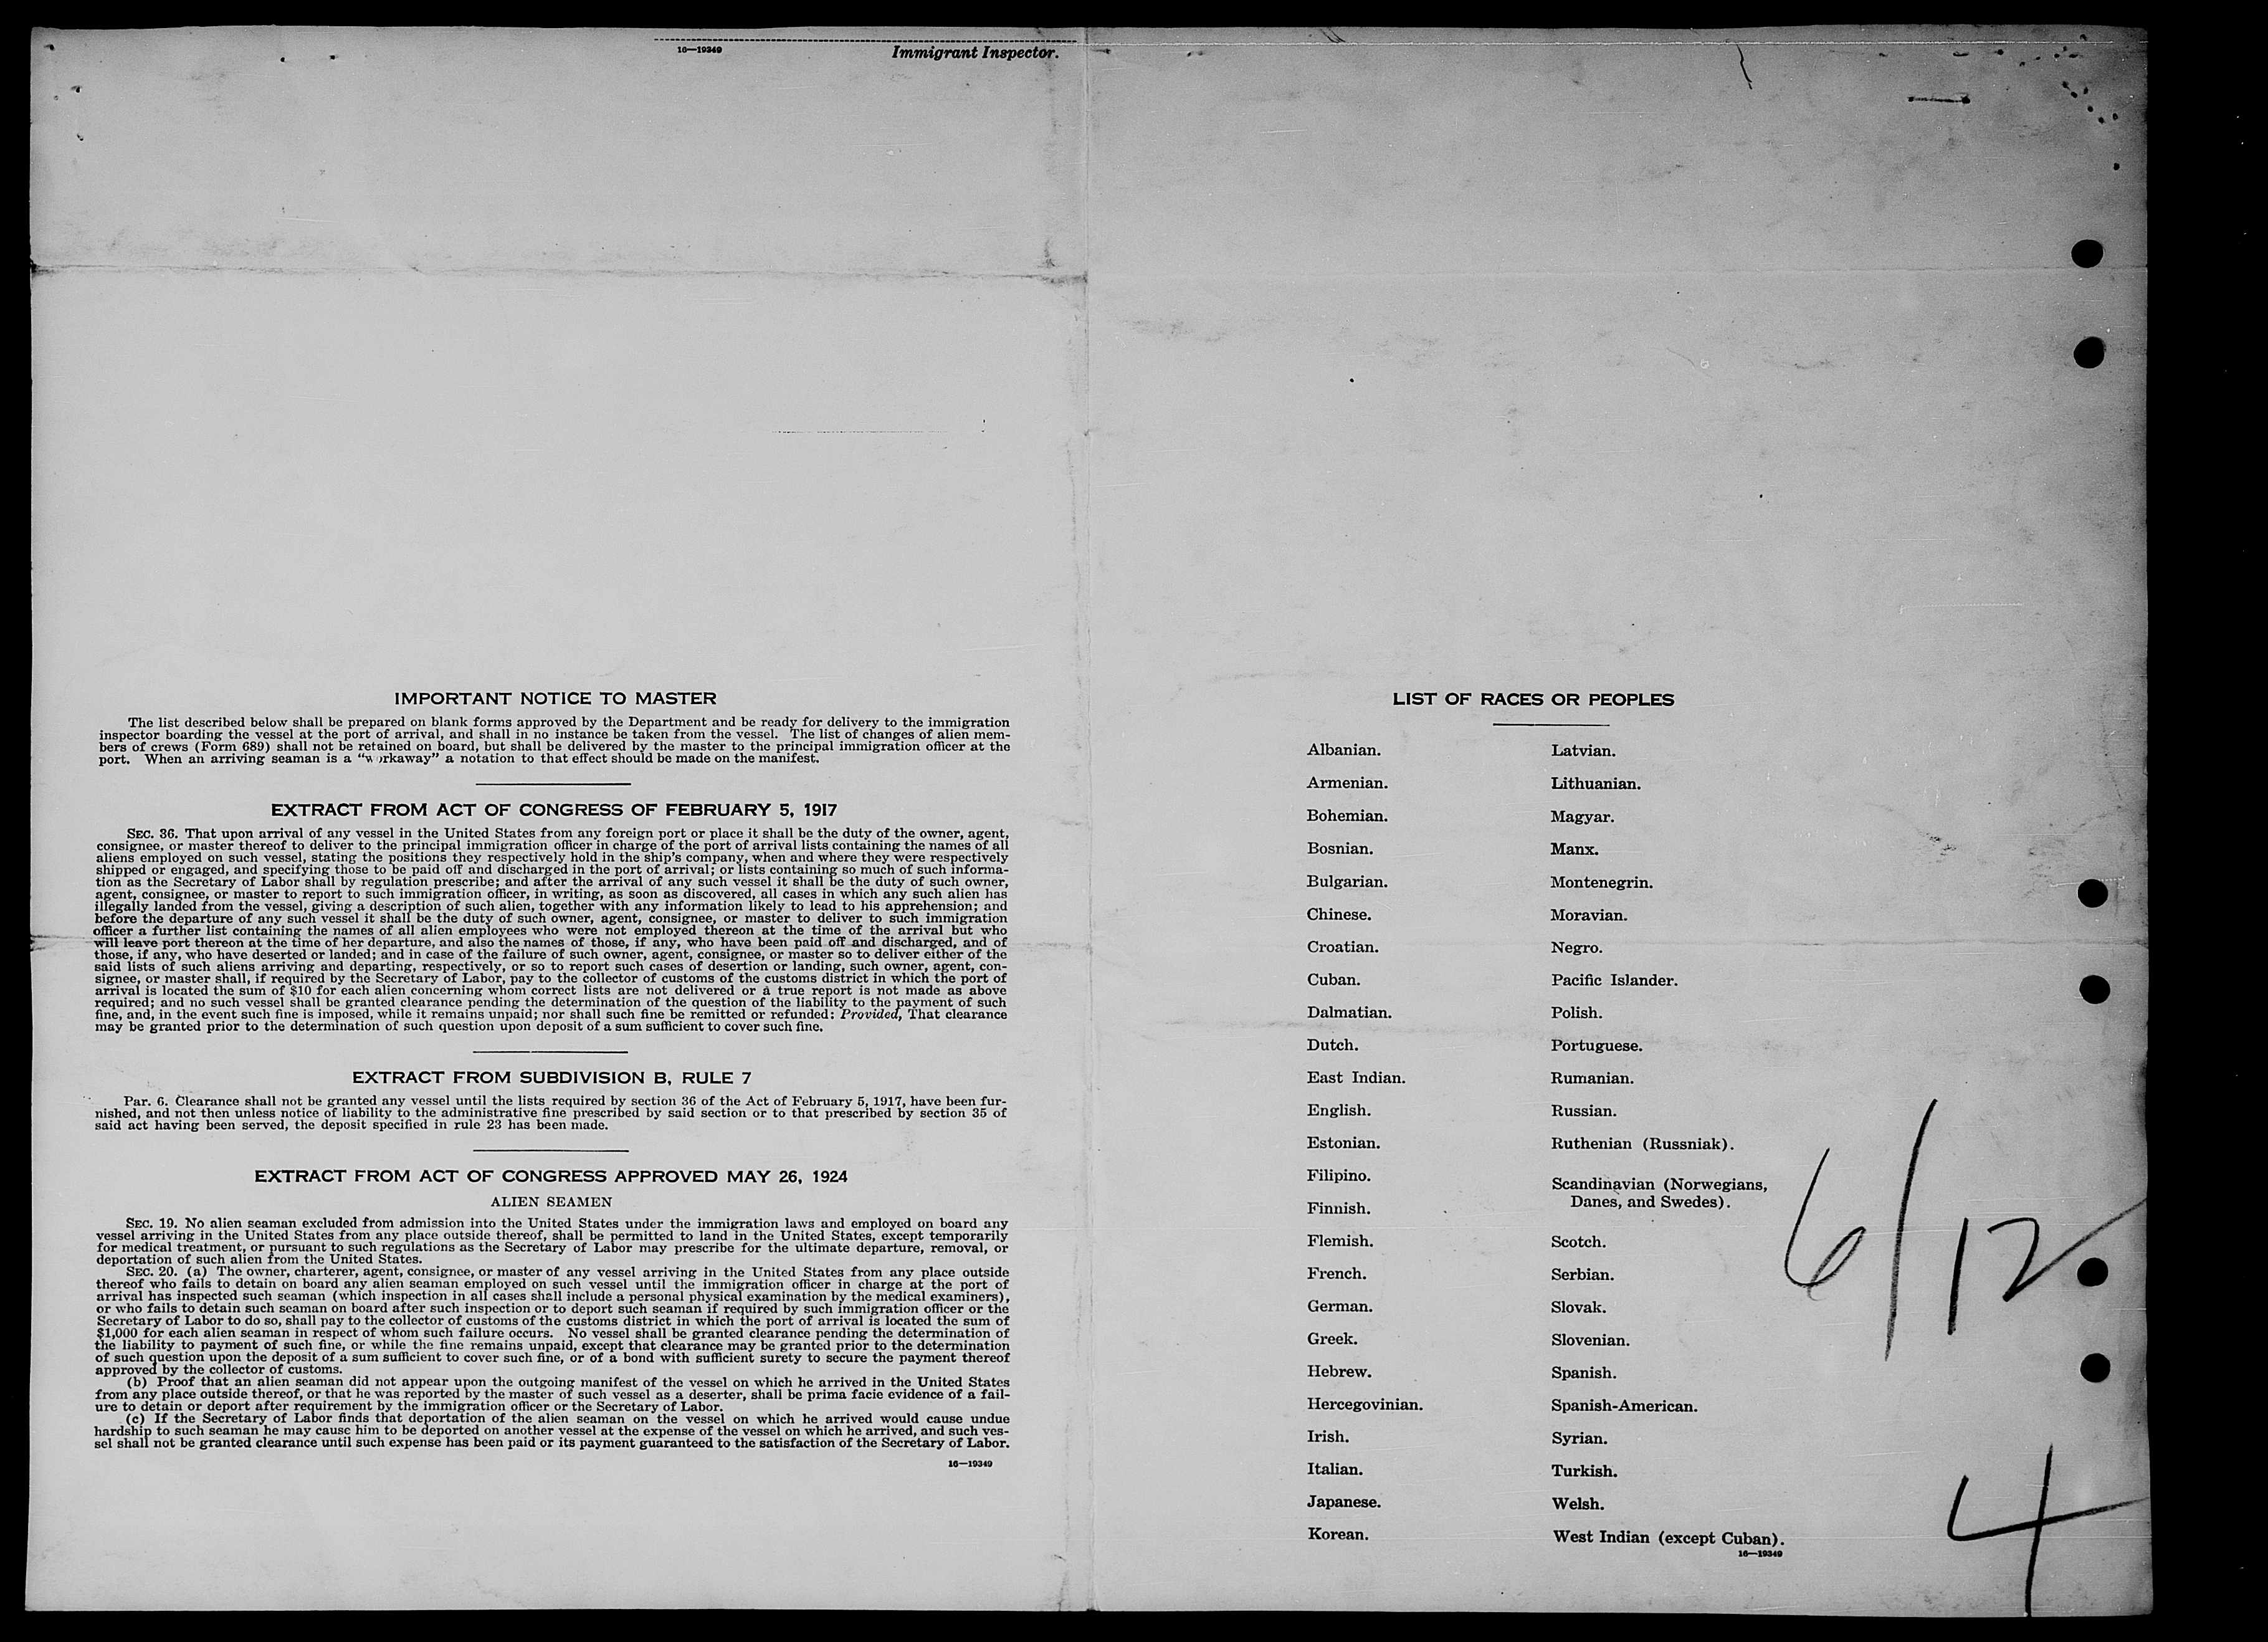 16—19349 Immigrant Inspector.
IMPORTANT NOTICE TO MASTER
The list described below shall be prepared on blank forms approved by the Department and be ready for delivery to the immigration
inspector boarding the vessel at the port of arrival, and shall in no instance be taken from the vessel. The list of changes of alien mem-
bers of crews (Form 689) shall not be retained on board, but shall be delivered by the master to the principal immigration officer at the
port. When an arriving seaman is a “workaway” a notation to that effect should be made on the manifest.
EXTRACT FROM ACT OF CONGRESS OF FEBRUARY 5, 1917
SEC. 36. That upon arrival of any vessel in the United States from any foreign port or place it shall be the duty of the owner, agent,
consignee, or master thereof to deliver to the principal immigration officer in charge of the port of arrival lists containing the names of all
aliens employed on such vessel, stating the positions they respectively hold in the ship's company, when and where they were respectively
shipped or engaged, and specifying those to be paid off and discharged in the port of arrival; or lists containing so much of such informa-
tion as the Secretary of Labor shall by regulation prescribe; and after the arrival of any such vessel it shall be the duty of such owner,
agent, consignee, or master to report to such immigration officer, in writing, as soon as discovered, all cases in which any such alien has
illegally landed from the vessel, giving a description of such alien, together with any information likely to lead to his apprehension; and
before the departure of any such vessel it shall be the duty of such owner, agent, consignee, or master to deliver to such immigration
officer a further list containing the names of all alien employees who were not employed thereon at the time of the arrival but who
will leave port thereon at the time of her departure, and also the names of those, if any, who have been paid off and discharged, and of
those, if any, who have deserted or landed; and in case of the failure of such owner, agent, consignee, or master so to deliver either of the
said lists of such aliens arriving and departing, respectively, or so to report such cases of desertion or landing, such owner, agent, con-
signee, or master shall, if required by the Secretary of Labor, pay to the collector of customs of the customs district in which the port of
arrival is located the sum of $10 for each alien concerning whom correct lists are not delivered or a true report is not made as above
required; and no such vessel shall be granted clearance pending the determination of the question of the liability to the payment of such
fine, and, in the event such fine is imposed, while it remains unpaid; nor shall such fine be remitted or refunded: Provided, That clearance
may be granted prior to the determination of such question upon deposit of a sum sufficient to cover such fine.
EXTRACT FROM SUBDIVISION B, RULE 7
Par. 6. Clearance shall not be granted any vessel until the lists required by section 36 of the Act of February 5, 1917, have been fur-
nished, and not then unless notice of liability to the administrative fine prescribed by said section or to that prescribed by section 35 of
said act having been served, the deposit specified in rule 23 has been made.
EXTRACT FROM ACT OF CONGRESS APPROVED MAY 26, 1924
ALIEN SEAMEN
SEC. 19. No alien seaman excluded from admission into the United States under the immigration laws and employed on board any
vessel arriving in the United States from any place outside thereof, shall be permitted to land in the United States, except temporarily
for medical treatment, or pursuant to such regulations as the Secretary of Labor may prescribe for the ultimate departure, removal, or
deportation of such alien from the United States.
SEC. 20. (a) The owner, charterer, agent, consignee, or master of any vessel arriving in the United States from any place outside
thereof who fails to detain on board any alien seaman employed on such vessel until the immigration officer in charge at the port of
arrival has inspected such seaman (which inspection in all cases shall include a personal physical examination by the medical examiners),
or who fails to detain such seaman on board after such inspection or to deport such seaman if required by such immigration officer or the
Secretary of Labor to do so, shall pay to the collector of customs of the customs district in which the port of arrival is located the sum of
$1,000 for each alien seaman in respect of whom such failure occurs. No vessel shall be granted clearance pending the determination of
the liability to payment of such fine, or while the fine remains unpaid, except that clearance may be granted prior to the determination
of such question upon the deposit of a sum sufficient to cover such fine, or of a bond with sufficient surety to secure the payment thereof
approved by the collector of customs.
(b) Proof that an alien seaman did not appear upon the outgoing manifest of the vessel on which he arrived in the United States
from any place outside thereof, or that he was reported by the master of such vessel as a deserter, shall be prima facie evidence of a fail-
ure to detain or deport after requirement by the immigration officer or the Secretary of Labor.
(c) If the Secretary of Labor finds that deportation of the alien seaman on the vessel on which he arrived would cause undue
hardship to such seaman he may cause him to be deported on another vessel at the expense of the vessel on which he arrived, and such ves-
sel shall not be granted clearance until such expense has been paid or its payment guaranteed to the satisfaction of the Secretary of Labor.
16—19349
LIST OF RACES OR PEOPLES
Albanian.
Armenian.
Bohemian.
Bosnian.
Bulgarian.
Chinese.
Croatian.
Cuban.
Dalmatian.
Dutch.
East Indian.
English.
Estonian.
Filipino.
Finnish.
Flemish.
French.
German.
Greek.
Hebrew.
Hercegovinian.
Irish.
Italian.
Japanese.
Korean.
Latvian.
Lithuanian.
Magyar.
Manx.
Montenegrin.
Moravian.
Negro.
Pacific Islander.
Polish.
Portuguese.
Rumanian.
Russian.
Ruthenian (Russniak).
Scandinavian (Norwegians,
Danes, and Swedes).
Scotch.
Serbian.
Slovak.
Slovenian.
Spanish.
Spanish-American.
Syrian.
Turkish.
Welsh.
West Indian (except Cuban).
16—19349
6/12
4